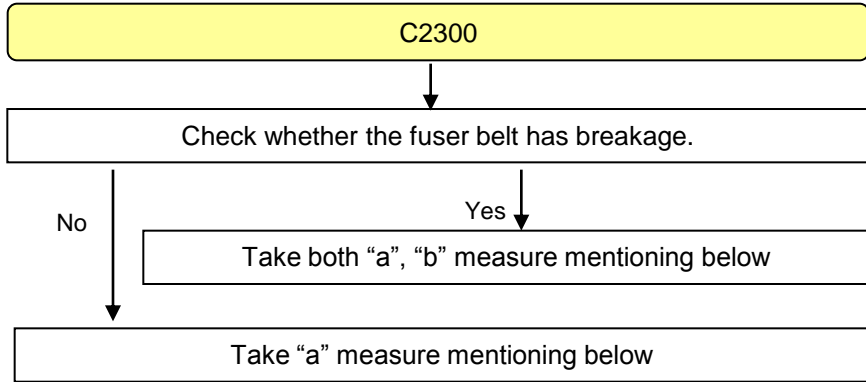 C2300
Check whether the fuser belt has breakage.
No
Yes
Take both “a”, “b” measure mentioning below
Take “a” measure mentioning below